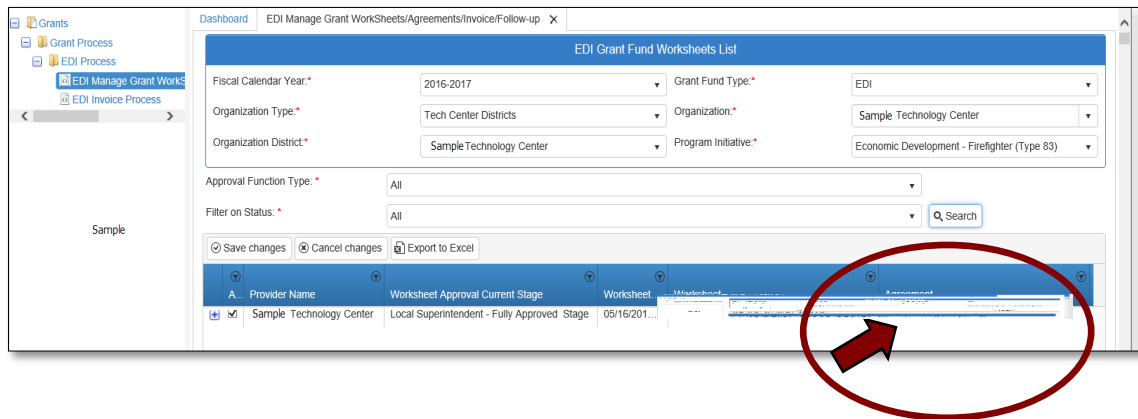 Grants
Grant Process
EDI Process
EDI Manage Grant WorkS
EDI Invoice Process
Sample
Dashboard EDI Manage Grant WorkSheets/Agreements/Invoice/Follow-up X
EDI Grant Fund Worksheets List
Fiscal Calendar Year:* 2016-2017 Grant Fund Type:* EDI
Organization Type:* Tech Center Districts Organization:* Sample Technology Center
Organization District:* Sample Technology Center Program Initiative:* Economic Development - Firefighter (Type 83)
Approval Function Type: * All
Filter on Status: * All Search
Save changes Cancel changes Export to Excel
A... Provider Name Worksheet Approval Current Stage Worksheet... Worksheet Agreement
Sample Technology Center Local Superintendent - Fully Approved Stage 05/16/201...